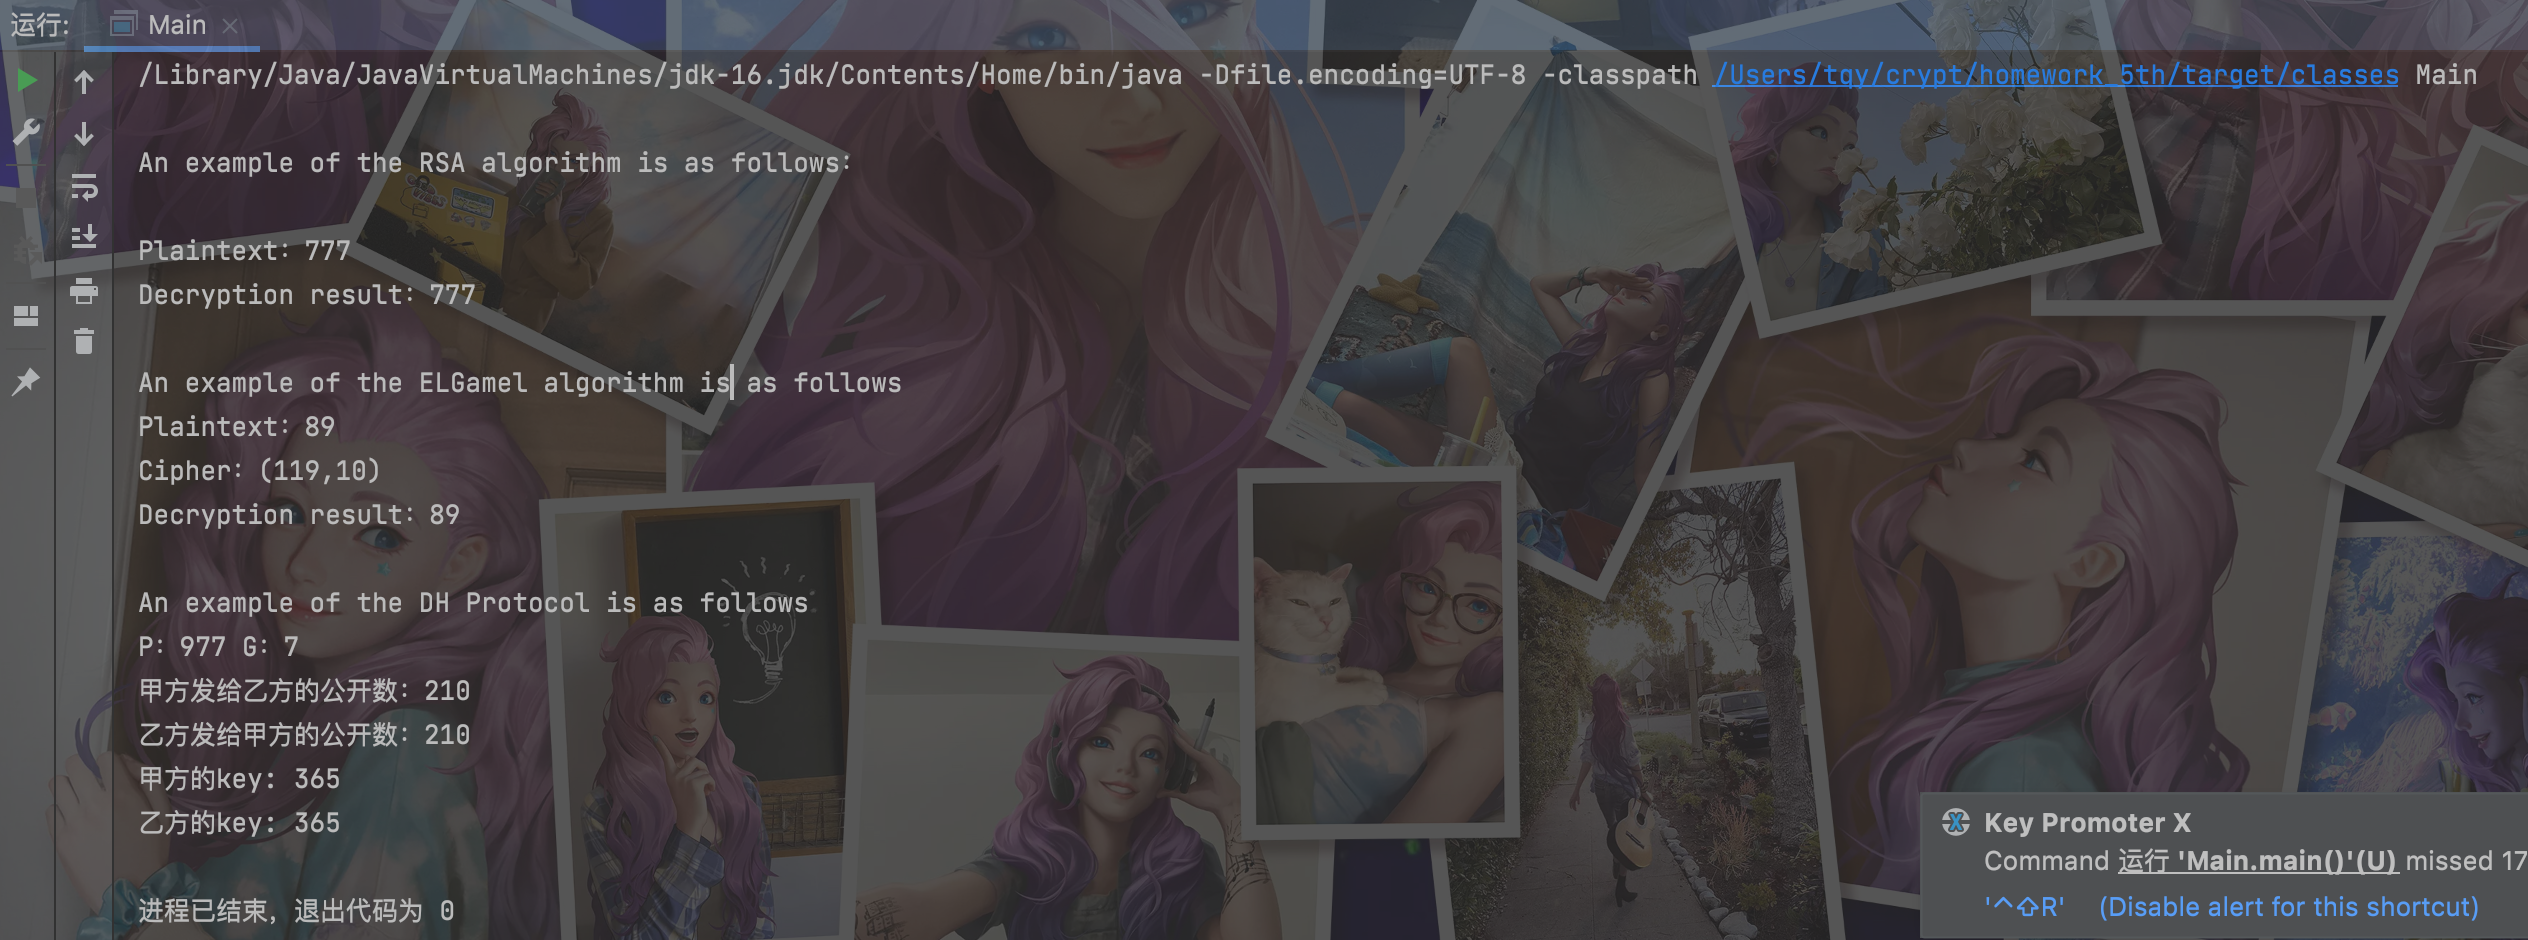 运行: Main
/Library/Java/JavaVirtualMachines/jdk-16.jdk/Contents/Home/bin/java -Dfile.encoding=UTF-8 -classpath /Users/tqy/crypt/homework_5th/target/classes Main
An example of the RSA algorithm is as follows:
Plaintext: 777
Decryption result: 777
An example of the ELGamel algorithm is as follows
Plaintext: 89
Cipher: (119,10)
Decryption result: 89
An example of the DH Protocol is as follows
P: 977 G: 7
甲方发给乙方的公开数: 210
乙方发给甲方的公开数: 210
甲方的key: 365
乙方的key: 365
进程已结束，退出代码为 0
Key Promoter X
Command 运行 'Main.main()'(U) missed 17
'^⇧R' (Disable alert for this shortcut)